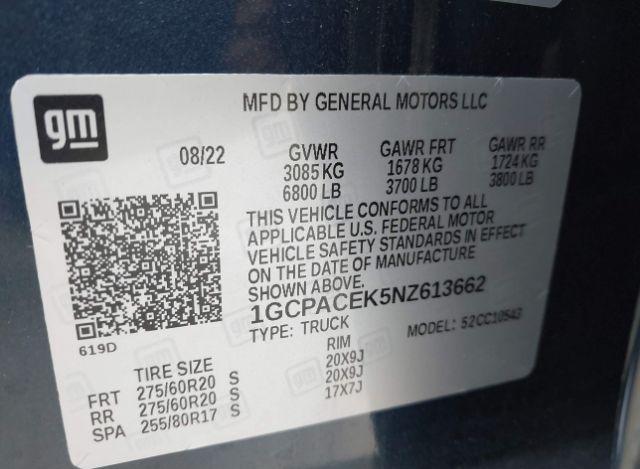 gm
MFD BY GENERAL MOTORS LLC
08/22 GVWR GAWR FRT GAWR RR
3085 KG 1678 KG 1724 KG
6800 LB 3700 LB 3800 LB
THIS VEHICLE CONFORMS TO ALL
APPLICABLE U.S. FEDERAL MOTOR
VEHICLE SAFETY STANDARDS IN EFFECT
ON THE DATE OF MANUFACTURE
SHOWN ABOVE.
1GCPACEK5NZ613662
TYPE: TRUCK MODEL: 52CC10543
619D
TIRE SIZE RIM
FRT 275/60R20 S 20X9J
RR 275/60R20 S 20X9J
SPA 255/80R17 S 17X7J